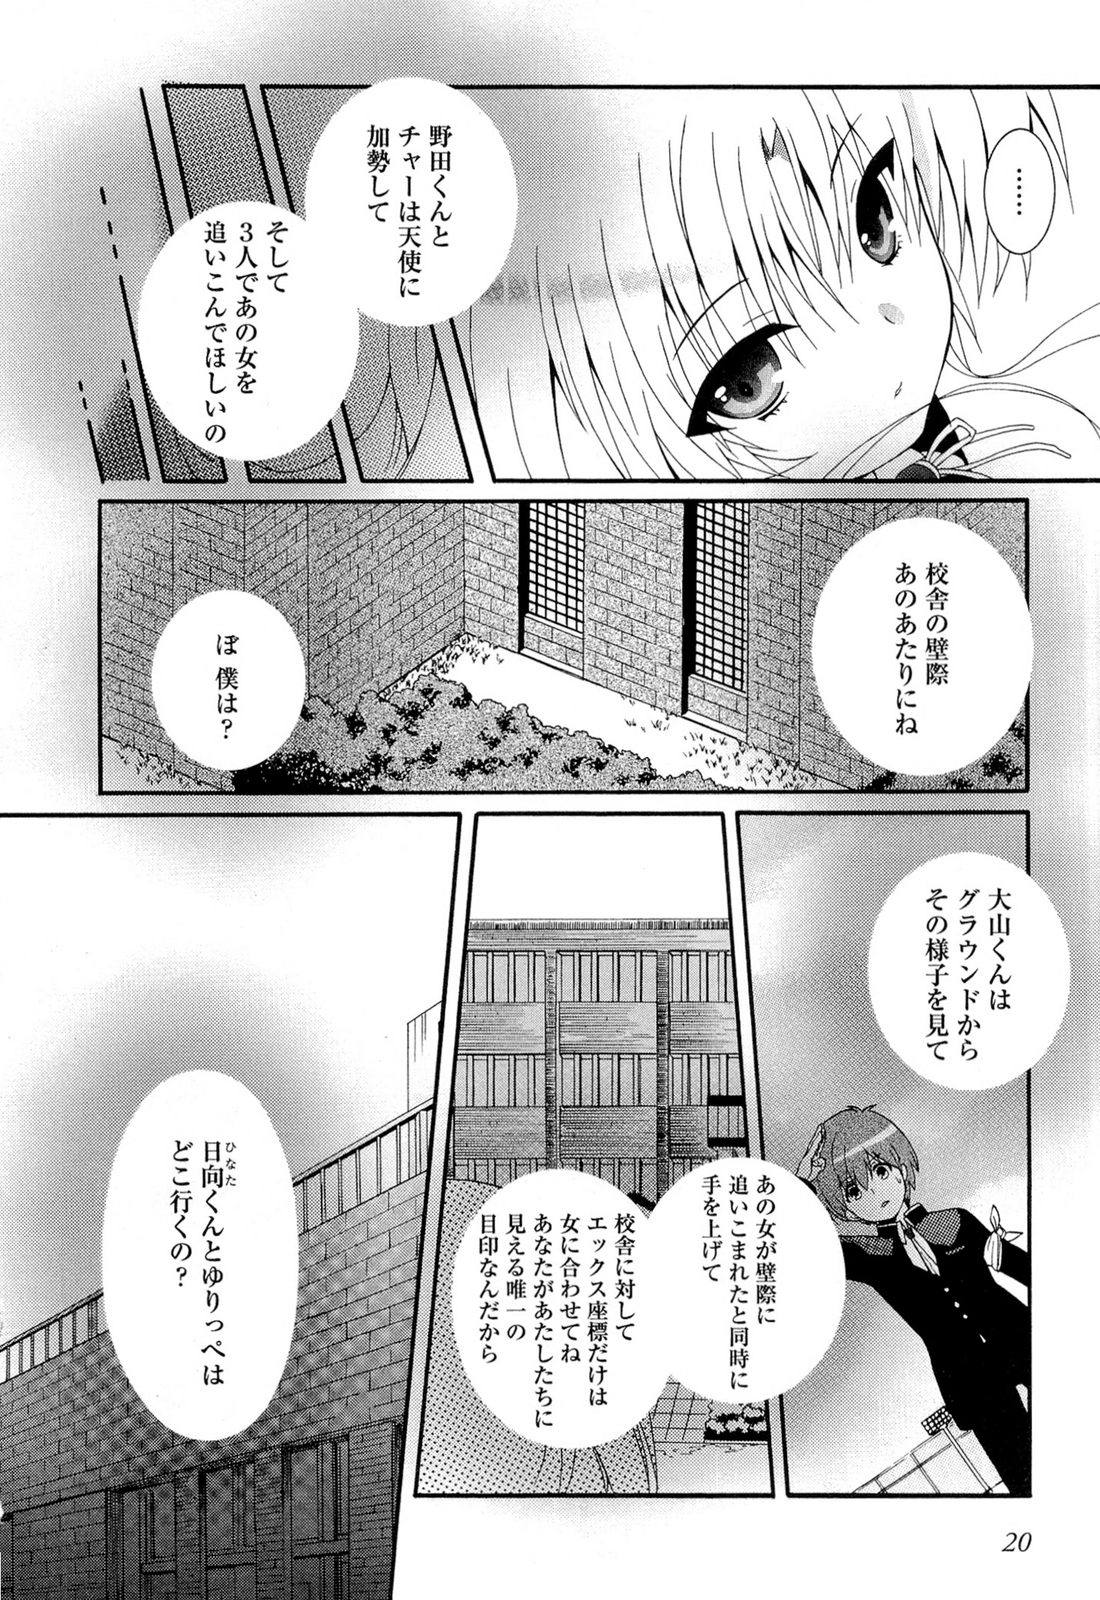 ……
野田くんと
チャーは天使に
加勢して
そして
3人であの女を
追いこんでほしいの
校舎の壁際
あのあたりにね
ぼ 僕は?
大山くんは
グラウンドから
その様子を見て
あの女が壁際に
追いこまれたと同時に
手を上げて
校舎に対して
エックス座標だけは
女に合わせてね
あなたがあたしたちに
見える唯一の
目印なんだから
日向くんとゆりっぺは
ひなた
どこ行くの?
20